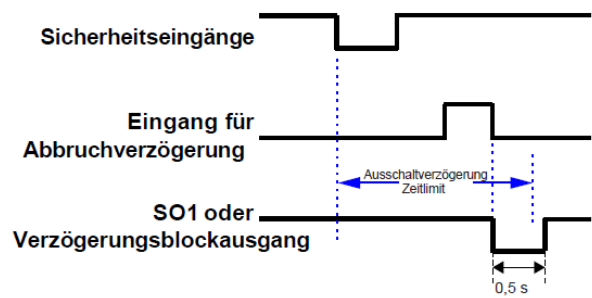 Sicherheitseingänge
Eingang für
Abbruchverzögerung
Ausschaltverzögerung
Zeitlimit
SO1 oder
Verzögerungsblockausgang
0,5 s